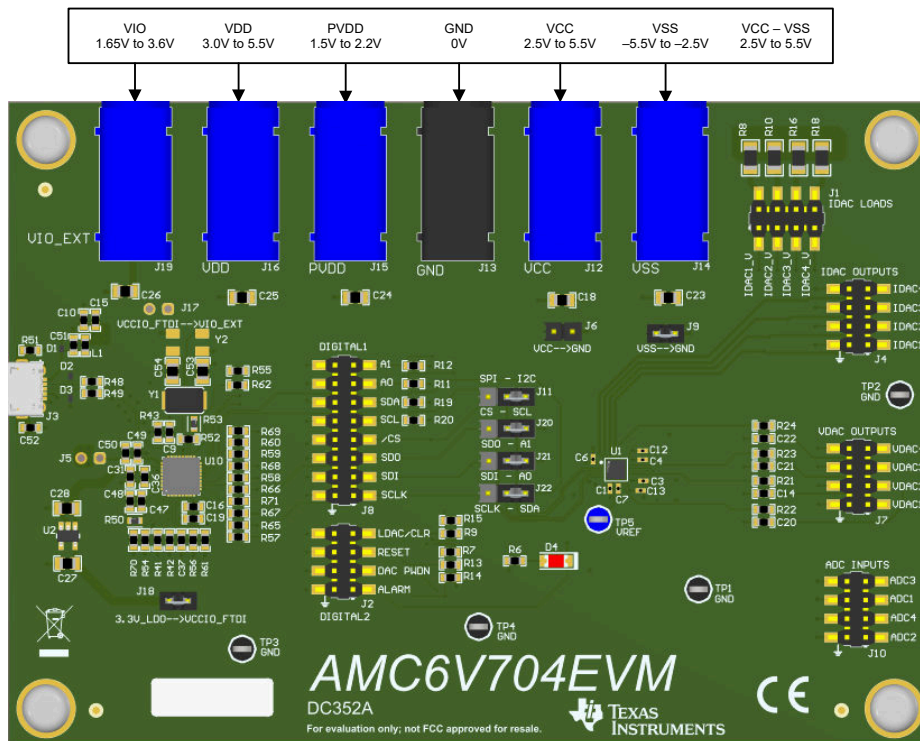 VIO
1.65V to 3.6V
VDD
3.0V to 5.5V
PVDD
1.5V to 2.2V
GND
0V
VCC
2.5V to 5.5V
VSS
–5.5V to –2.5V
VCC – VSS
2.5V to 5.5V
R8
R10
R16
R18
J1
IDAC LOADS
VIO_EXT
J19
VDD
J16
PVDD
J15
GND
J13
VCC
J12
VSS
J14
IDAC1_V
IDAC2_V
IDAC3_V
IDAC4_V
IDAC OUTPUTS
IDAC4
IDAC3
IDAC2
IDAC1
J4
C26
C15
C10
J17
VCCIO_FTDI-->VIO_EXT
C25
C24
C18
J6
VCC-->GND
C23
J9
VSS-->GND
R51
D1
C51
L1
D2
D3
R48
R49
J3
C52
Y2
C54
C53
Y1
R55
R62
R43
C9
R53
R52
DIGITAL1
A1
A0
SDA
SCL
/CS
SDO
SDI
SCLK
J8
R12
R11
R19
R20
SPI - I2C
J11
CS - SCL
J20
SDO - A1
J21
SDI - A0
J22
SCLK - SDA
TP2
GND
J5
C50
C49
C31
C36
U10
C48
C47
R50
C16
C19
R69
R60
R59
R68
R58
R66
R71
R67
R65
R57
C28
U2
C27
R70
R54
R41
R42
C37
R56
R61
J18
3.3V_LDO-->VCCIO_FTDI
LDAC/CLR
RESET
DAC PWDN
ALARM
J2
DIGITAL2
R15
R9
R7
R13
R14
R6
D4
U1
C6
C12
C4
C3
C1
C7
C13
TP5
VREF
R24
C22
R23
C21
R21
C14
R22
C20
VDAC OUTPUTS
J7
ADC INPUTS
ADC3
ADC1
ADC4
ADC2
J10
TP1
GND
TP4
GND
TP3
GND
AMC6V704EVM
DC352A
For evaluation only; not FCC approved for resale.
TEXAS
INSTRUMENTS
CE